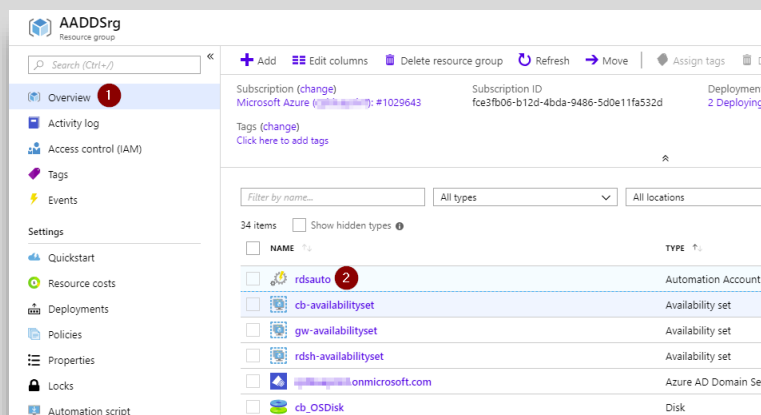 AADDSrg
Resource group
Search (Ctrl+/)
«
Overview 1
Activity log
Access control (IAM)
Tags
Events
Settings
Quickstart
Resource costs
Deployments
Policies
Properties
Locks
Automation script
Add Edit columns Delete resource group Refresh Move Assign tags D
Subscription (change) Subscription ID Deployment
Microsoft Azure ( ): #1029643 fce3fb06-b12d-4bda-9486-5d0e11fa532d 2 Deploying
Tags (change)
Click here to add tags
Filter by name... All types All locations
34 items Show hidden types
NAME TYPE
rdsauto 2 Automation Account
cb-availabilityset Availability set
gw-availabilityset Availability set
rdsh-availabilityset Availability set
.onmicrosoft.com Azure AD Domain Se
cb_OSDisk Disk